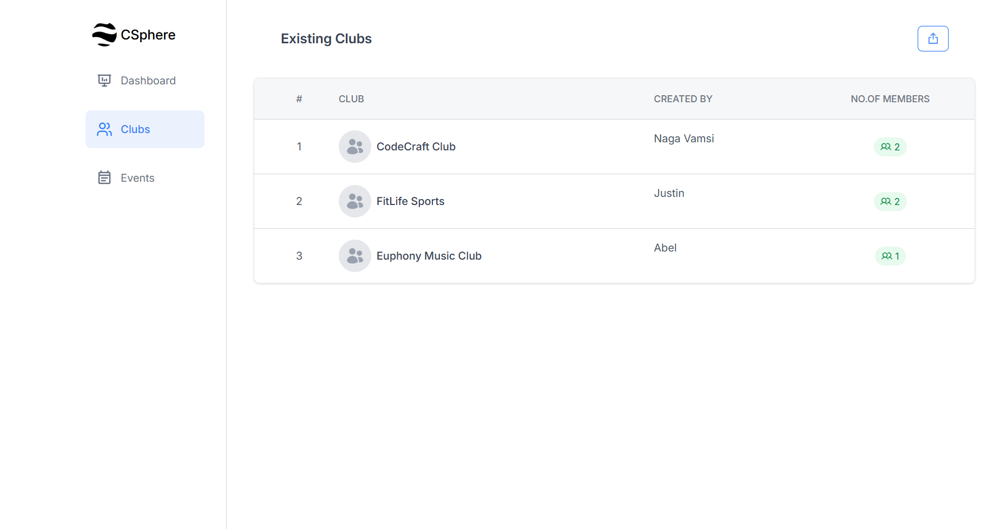 CSphere
Dashboard
Clubs
Events
Existing Clubs
# CLUB CREATED BY NO.OF MEMBERS
1 CodeCraft Club Naga Vamsi 2
2 FitLife Sports Justin 2
3 Euphony Music Club Abel 1